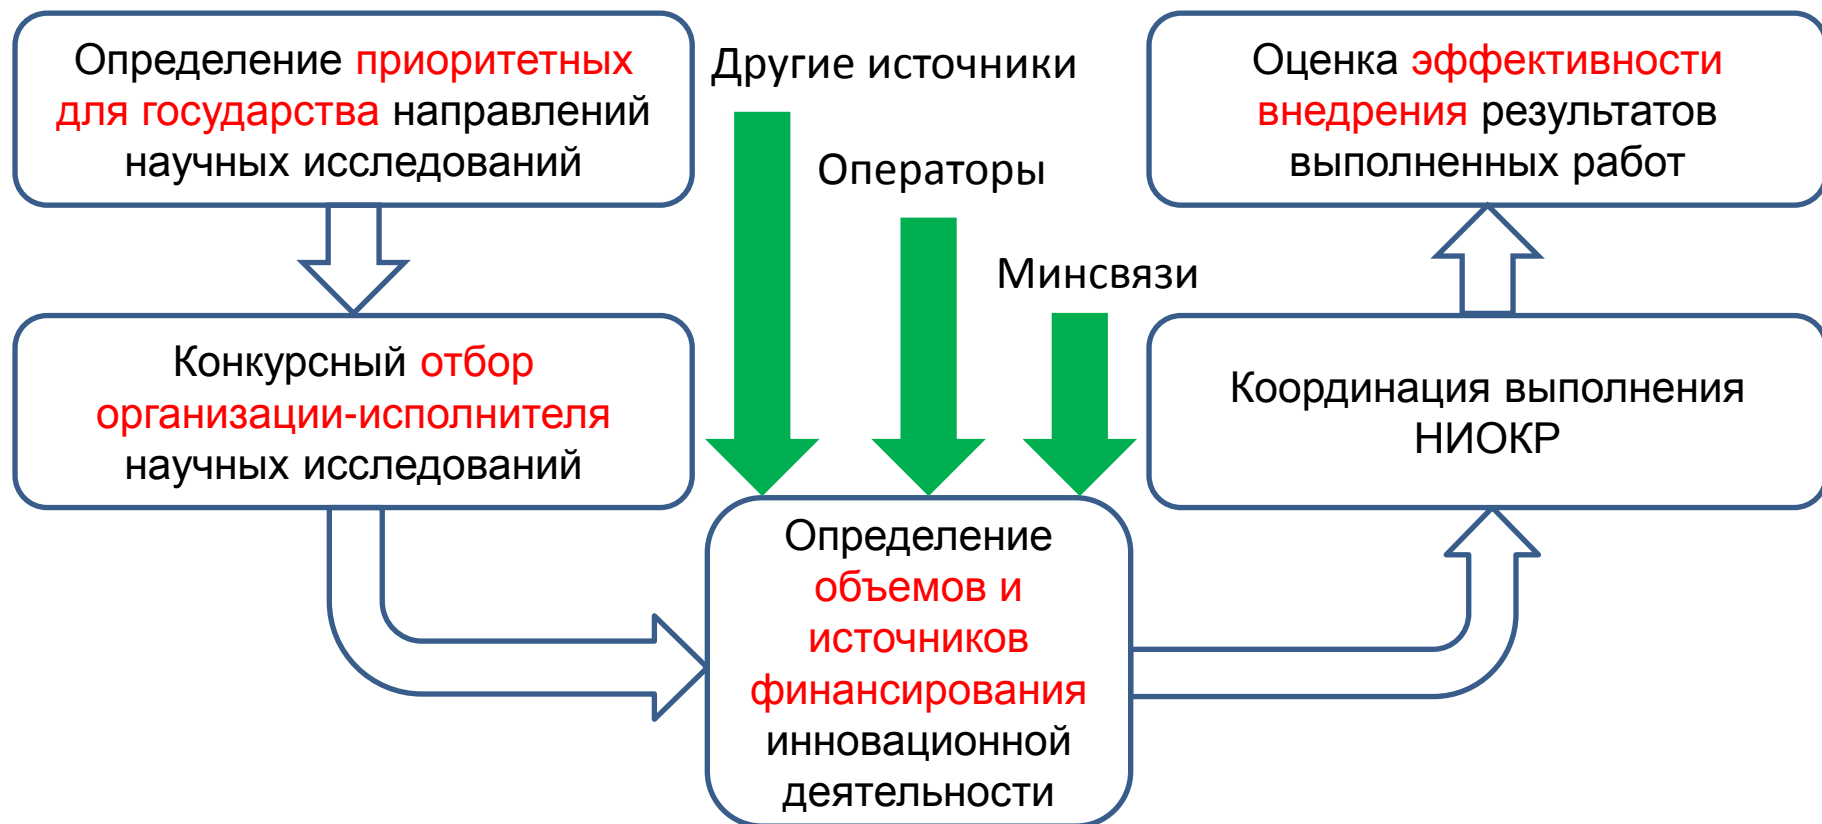 Определение приоритетных
для государства направлений
научных исследований
Конкурсный отбор
организации-исполнителя
научных исследований
Другие источники
Операторы
Минсвязи
Определение
объемов и
источников
финансирования
инновационной
деятельности
Координация выполнения
НИОКР
Оценка эффективности
внедрения результатов
выполненных работ